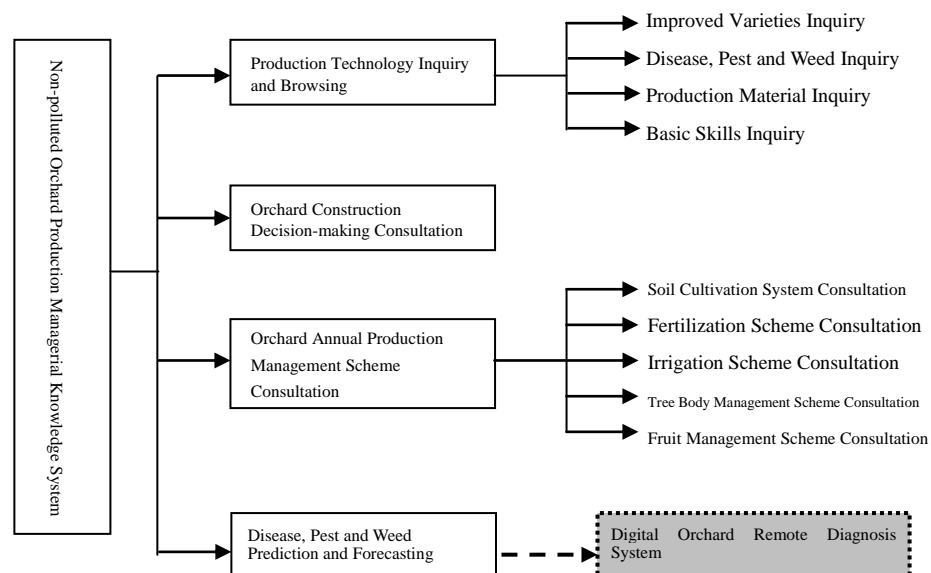 Non-polluted Orchard Production Managerial Knowledge System
Production Technology Inquiry
and Browsing
Improved Varieties Inquiry
Disease, Pest and Weed Inquiry
Production Material Inquiry
Basic Skills Inquiry
Orchard Construction
Decision-making Consultation
Orchard Annual Production
Management Scheme
Consultation
Soil Cultivation System Consultation
Fertilization Scheme Consultation
Irrigation Scheme Consultation
Tree Body Management Scheme Consultation
Fruit Management Scheme Consultation
Disease, Pest and Weed
Prediction and Forecasting
Digital Orchard Remote Diagnosis
System